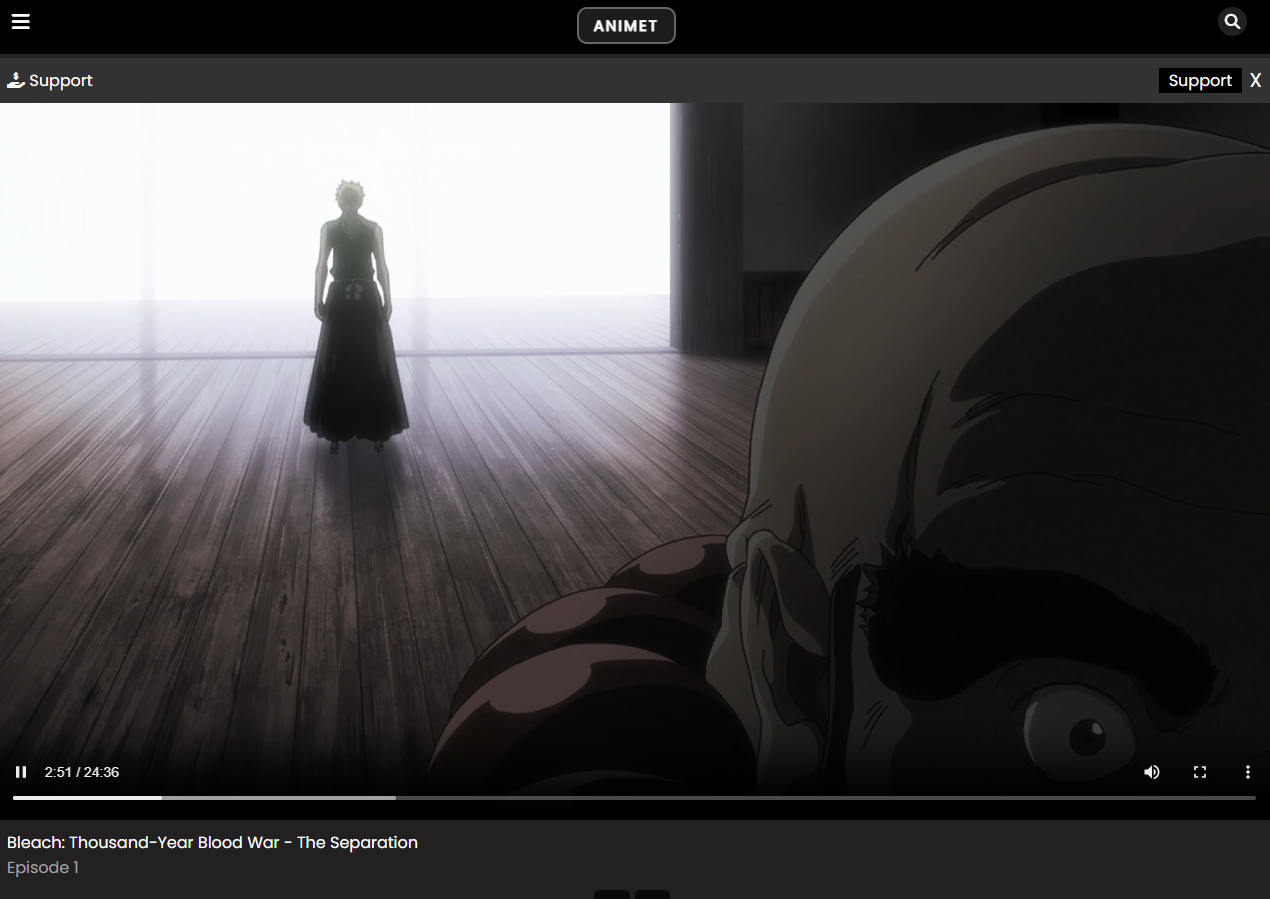 ANIMET
Support
Support X
2:51 / 24:36
Bleach: Thousand-Year Blood War - The Separation
Episode 1